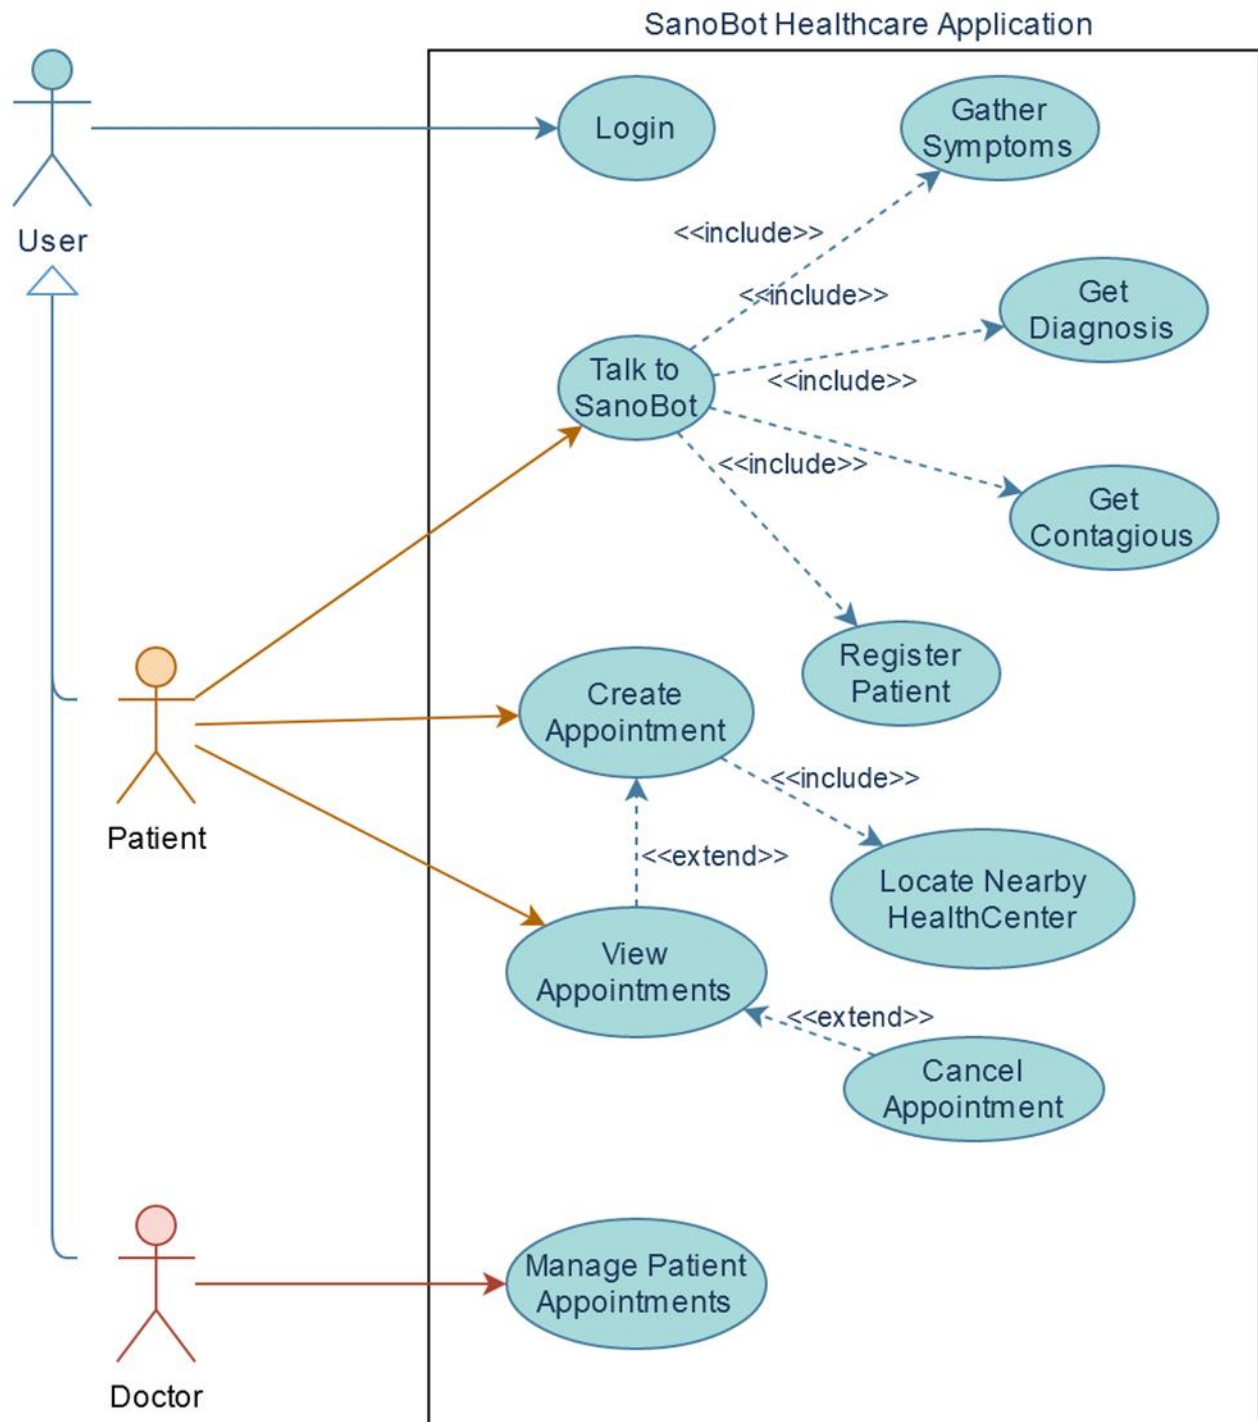 SanoBot Healthcare Application
Login
Gather
Symptoms
User
<<include>>
<<include>>
Get
Diagnosis
Talk to
SanoBot
<<include>>
<<include>>
Get
Contagious
Register
Patient
Create
Appointment
Patient
<<include>>
<<extend>>
Locate Nearby
HealthCenter
View
Appointments
<<extend>>
Cancel
Appointment
Manage Patient
Appointments
Doctor